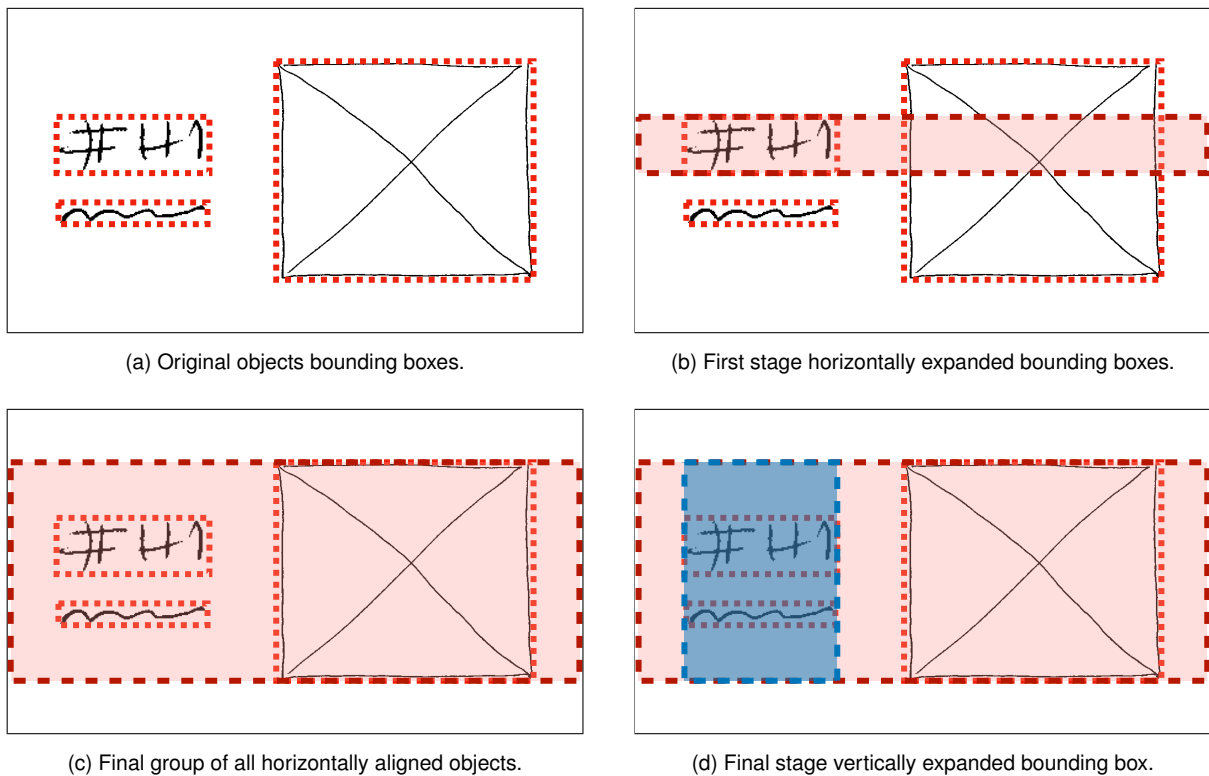 #41
(a) Original objects bounding boxes.
#41
(b) First stage horizontally expanded bounding boxes.
#41
(c) Final group of all horizontally aligned objects.
#41
(d) Final stage vertically expanded bounding box.